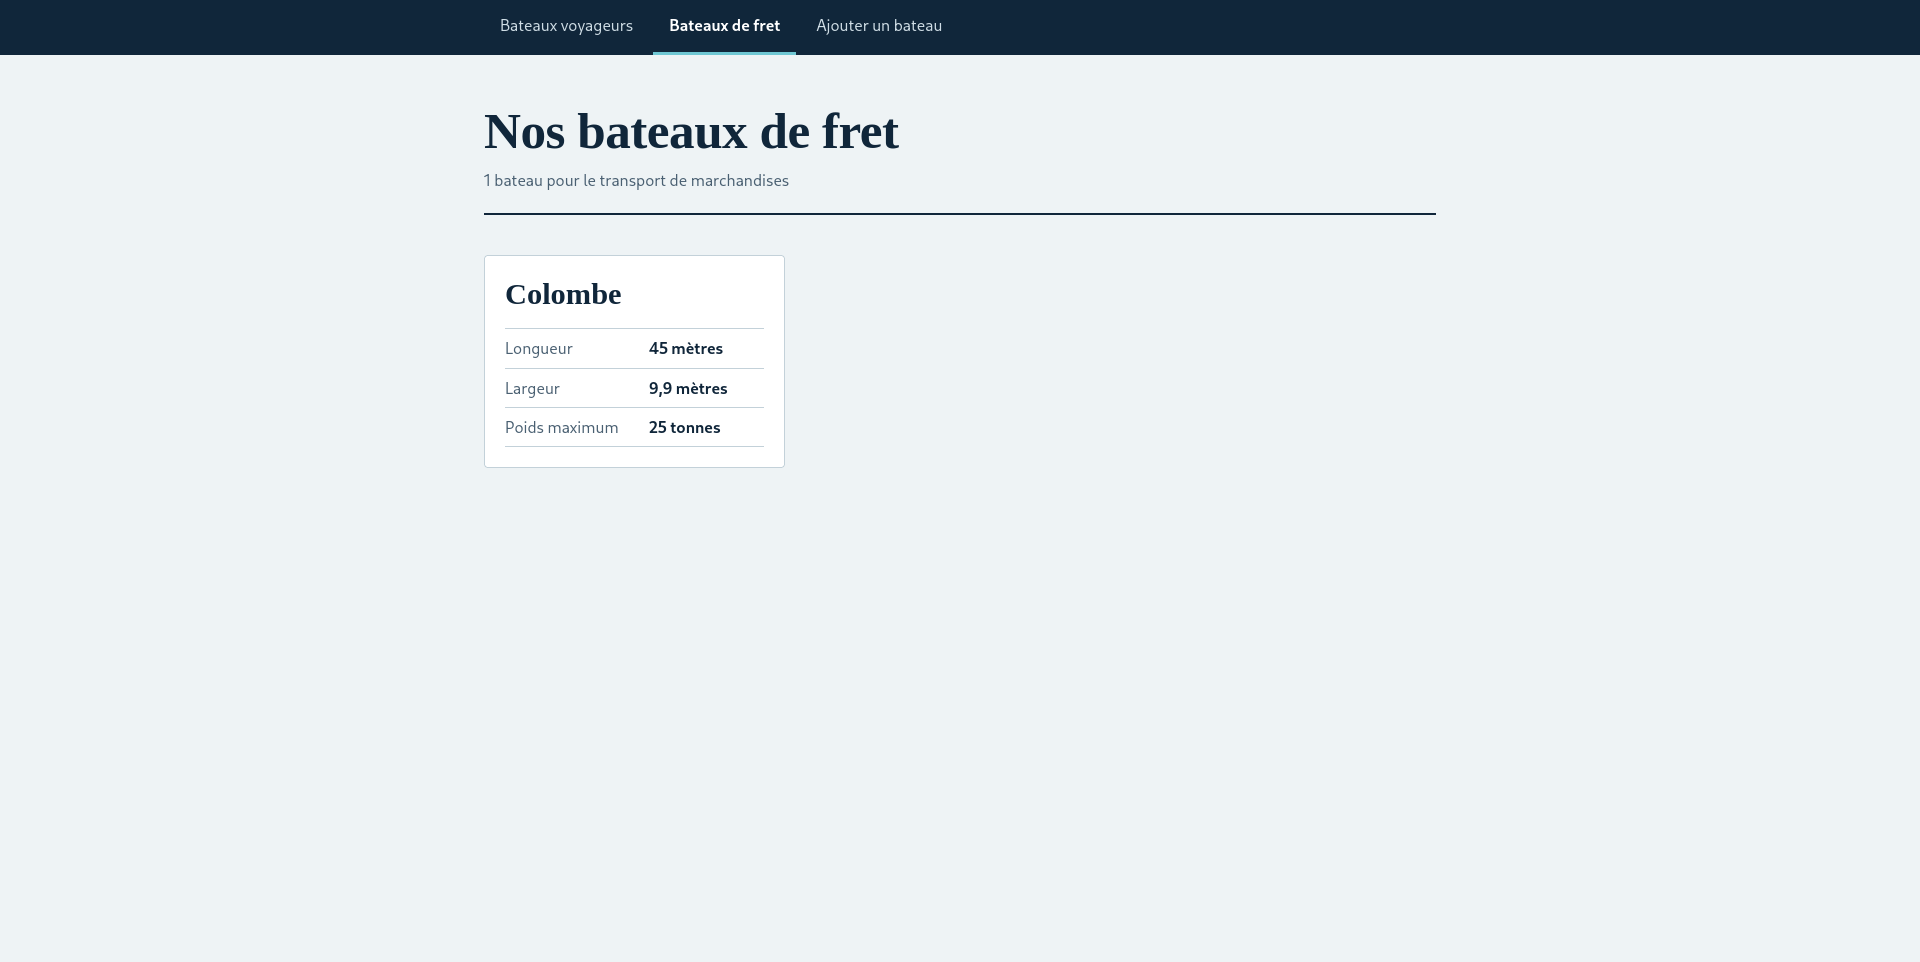 Bateaux voyageurs Bateaux de fret Ajouter un bateau
Nos bateaux de fret
1 bateau pour le transport de marchandises
Colombe
Longueur 45 mètres
Largeur 9,9 mètres
Poids maximum 25 tonnes